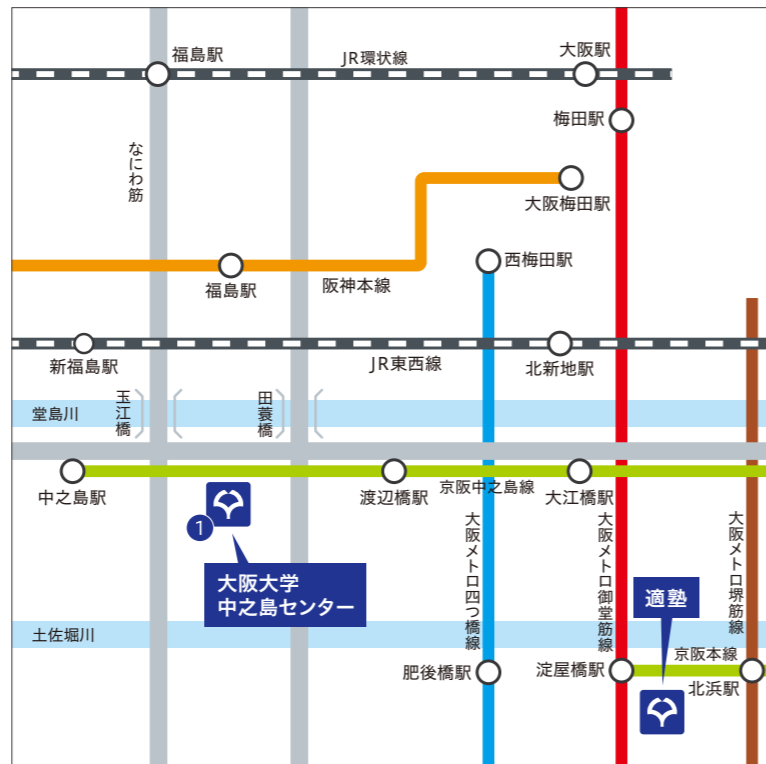 福島駅
JR環状線
大阪駅
梅田駅
なにわ筋
大阪梅田駅
西梅田駅
福島駅
阪神本線
新福島駅
JR東西線
北新地駅
堂島川
玉江橋
田蓑橋
中之島駅
渡辺橋駅
京阪中之島線
大江橋駅
1
大阪大学
中之島センター
大阪メトロ四つ橋線
大阪メトロ御堂筋線
大阪メトロ堺筋線
適塾
土佐堀川
京阪本線
肥後橋駅
淀屋橋駅
北浜駅